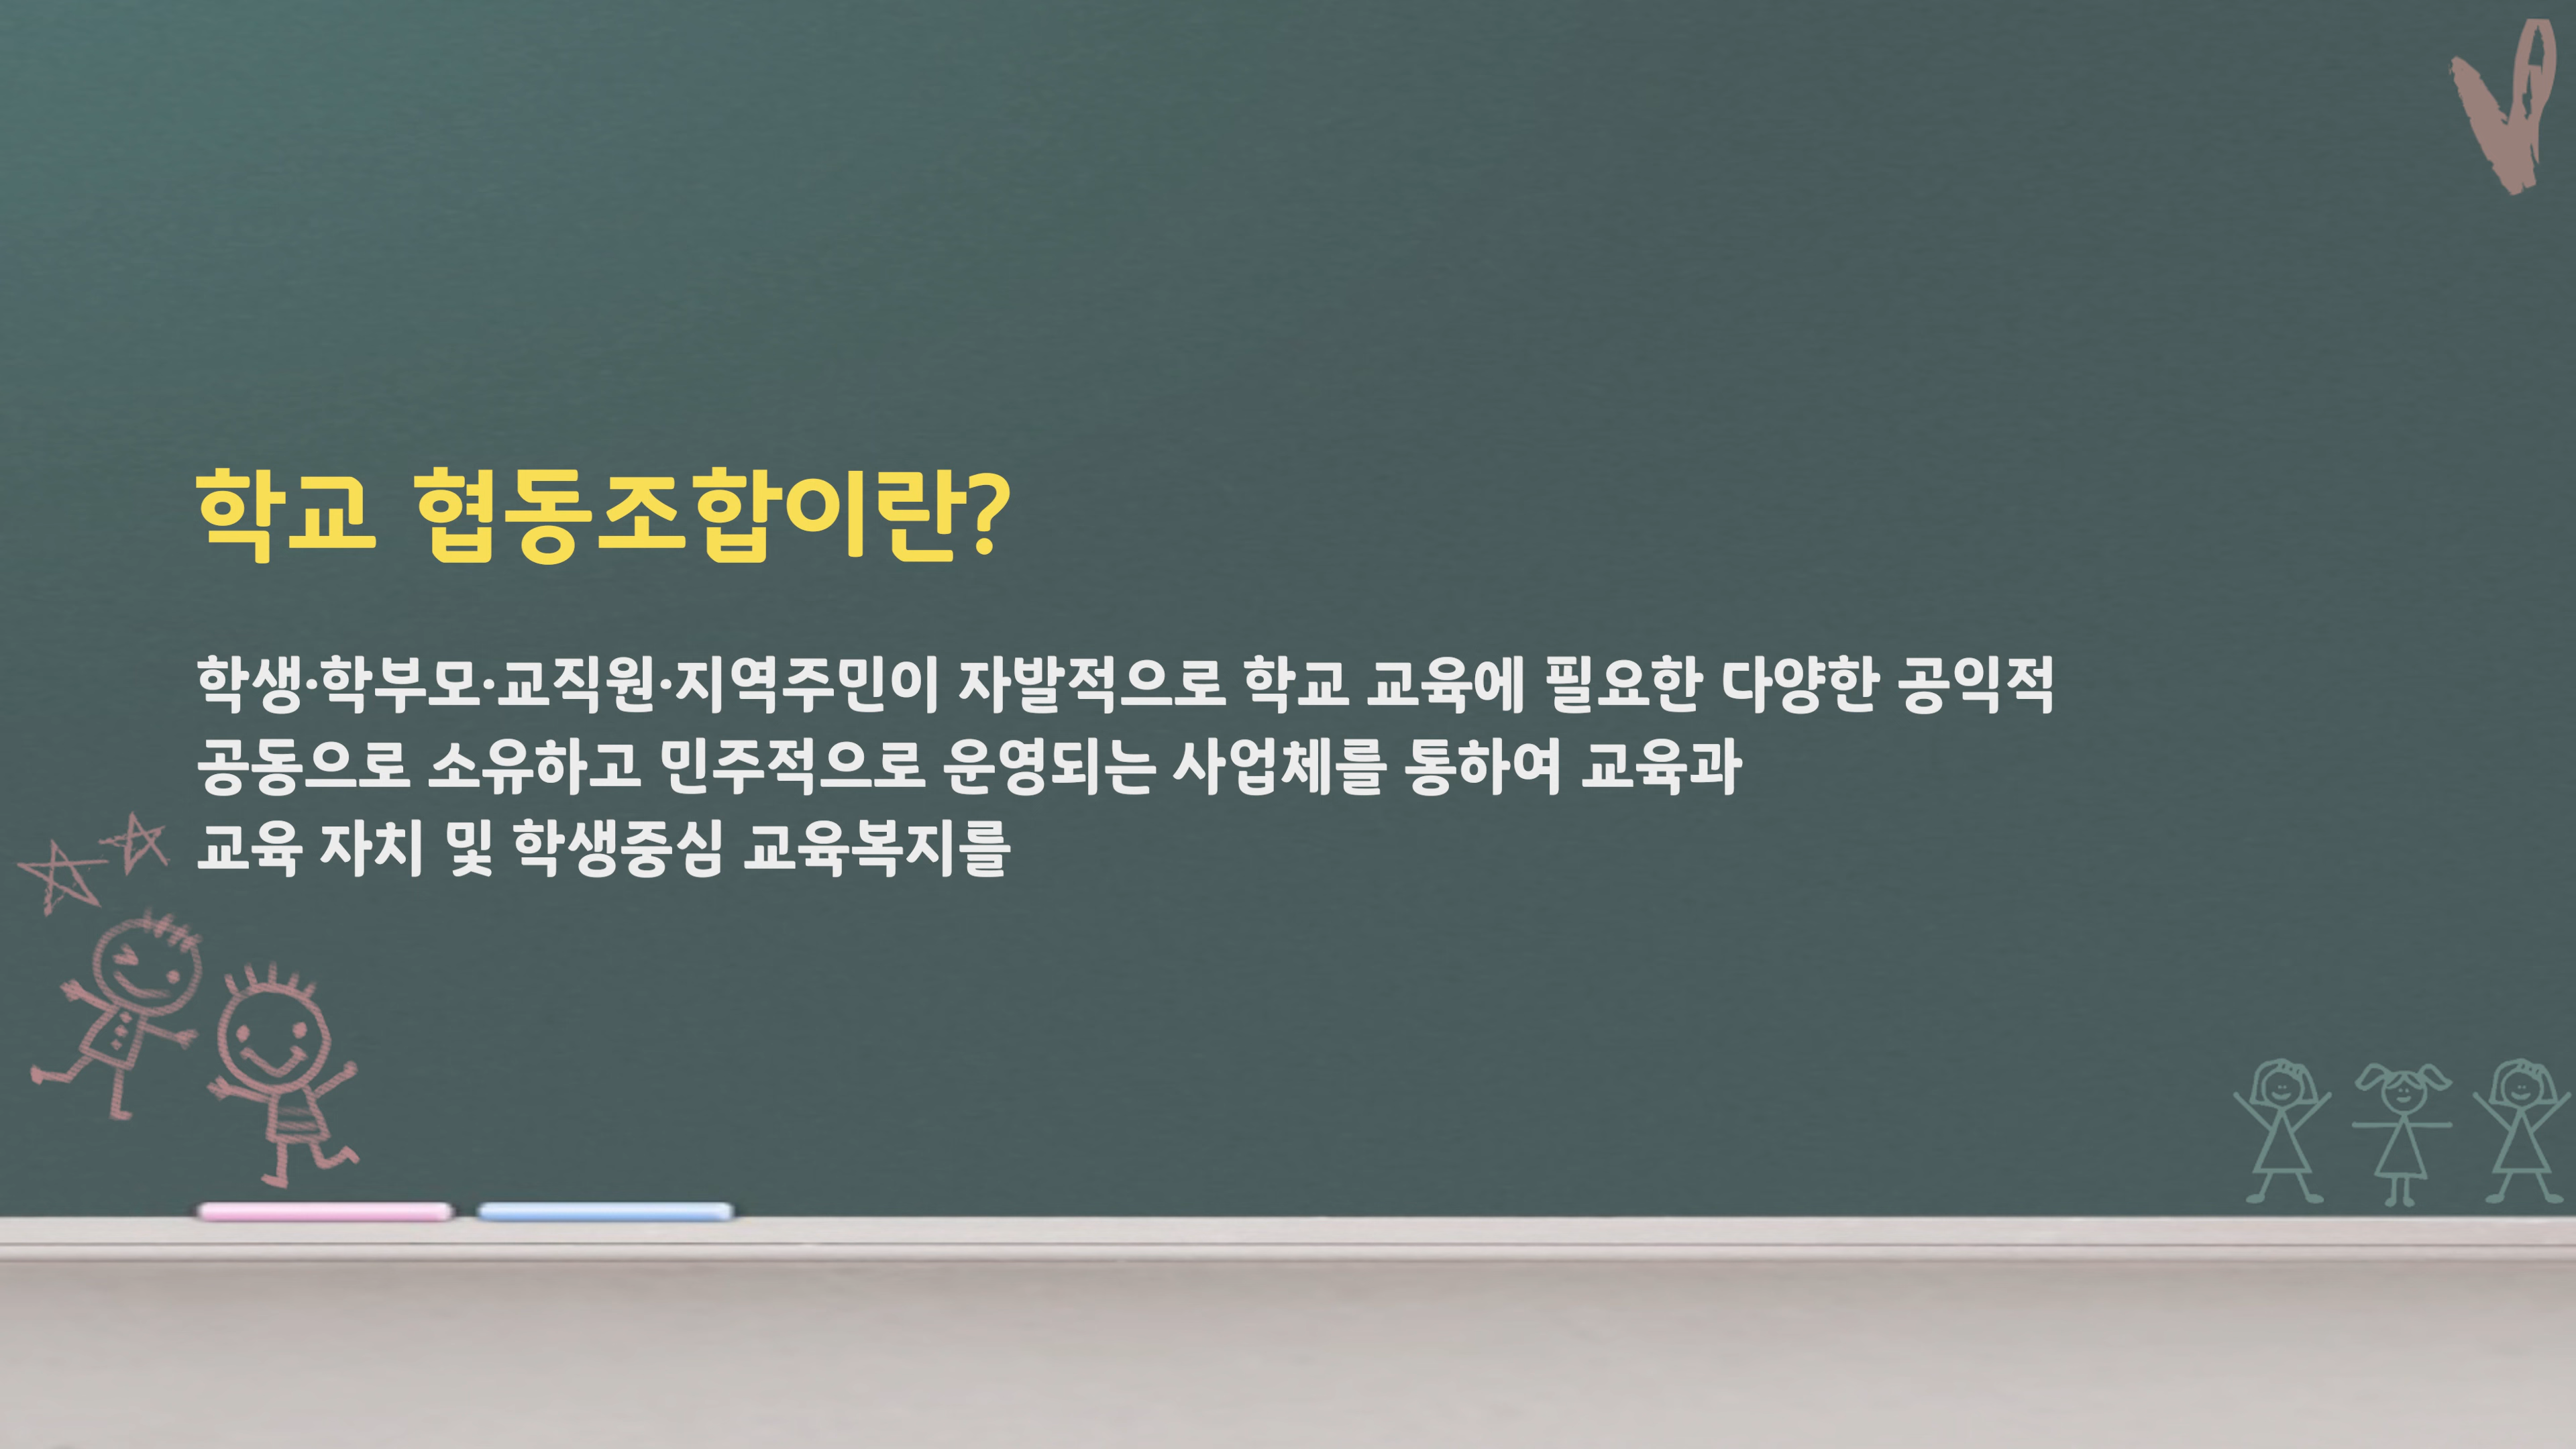 학교 협동조합이란?
학생·학부모·교직원·지역주민이 자발적으로 학교 교육에 필요한 다양한 공익적
공동으로 소유하고 민주적으로 운영되는 사업체를 통하여 교육과
교육 자치 및 학생중심 교육복지를